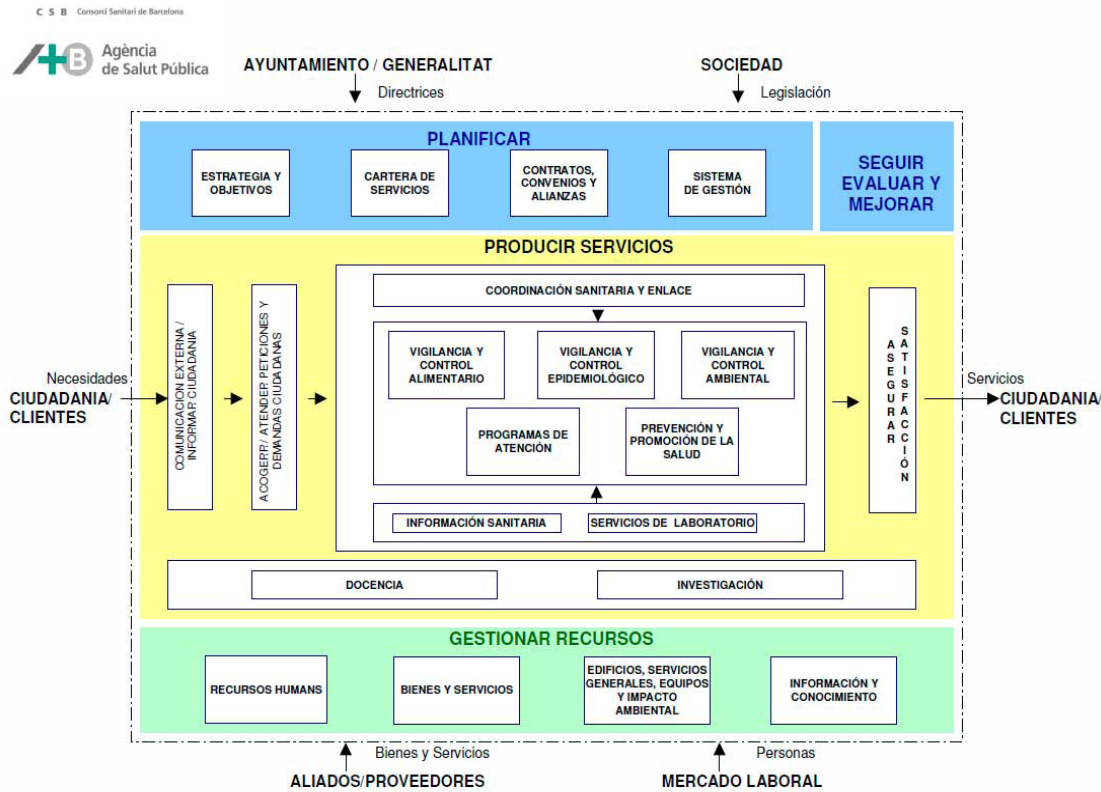 C S B Consorci Sanitari de Barcelona
Agència
de Salut Pública
AYUNTAMIENTO / GENERALITAT
SOCIEDAD
Directrices
Legislación
PLANIFICAR
ESTRATEGIA Y
OBJETIVOS
CARTERA DE
SERVICIOS
CONTRATOS,
CONVENIOS Y
ALIANZAS
SISTEMA
DE GESTIÓN
SEGUIR
EVALUAR Y
MEJORAR
PRODUCIR SERVICIOS
Necesidades
CIUDADANIA/
CLIENTES
COMUNICACION EXTERNA /
INFORMAR CIUDADANIA
ACOGERR/ ATENDER PETICIONES Y
DEMANDAS CIUDADANAS
COORDINACIÓN SANITARIA Y ENLACE
VIGILANCIA Y
CONTROL
ALIMENTARIO
VIGILANCIA Y
CONTROL
EPIDEMIOLÓGICO
VIGILANCIA Y
CONTROL
AMBIENTAL
PROGRAMAS DE
ATENCIÓN
PREVENCIÓN Y
PROMOCIÓN DE LA
SALUD
INFORMACIÓN SANITARIA
SERVICIOS DE LABORATORIO
ASEGURAR
SATISFACCIÓN
Servicios
CIUDADANIA/
CLIENTES
DOCENCIA
INVESTIGACIÓN
GESTIONAR RECURSOS
RECURSOS HUMANS
BIENES Y SERVICIOS
EDIFICIOS, SERVICIOS
GENERALES, EQUIPOS
Y IMPACTO
AMBIENTAL
INFORMACIÓN Y
CONOCIMIENTO
Bienes y Servicios
Personas
ALIADOS/PROVEEDORES
MERCADO LABORAL